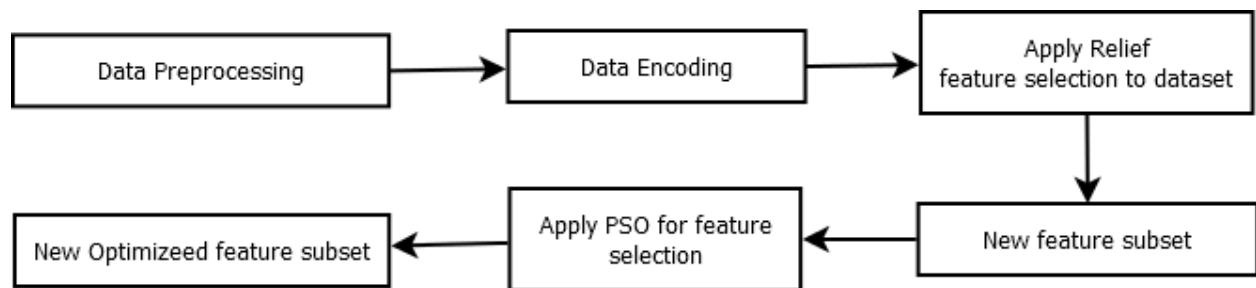 Data Preprocessing
Data Encoding
Apply Relief
feature selection to dataset
New feature subset
Apply PSO for feature
selection
New Optimizeed feature subset